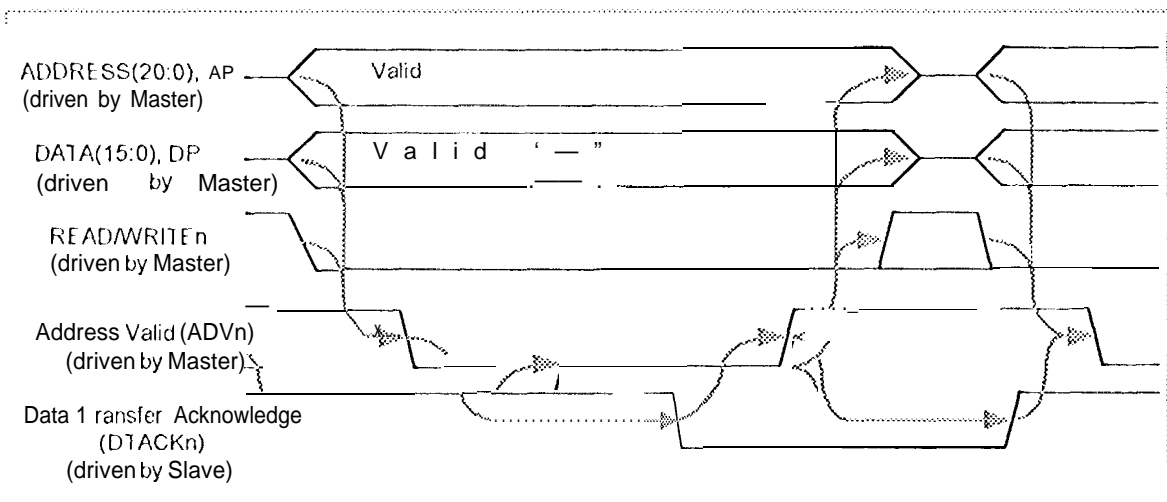 ADDRESS(20:0), AP
Valid
(driven by Master)
DATA(15:0), DP
V a l i d ‘ — ”
(driven by Master)
READ/WRITEn
(driven by Master)
Address Valid (ADVn)
(driven by Master)
Data 1 ransfer Acknowledge
(DTACKn)
(driven by Slave)